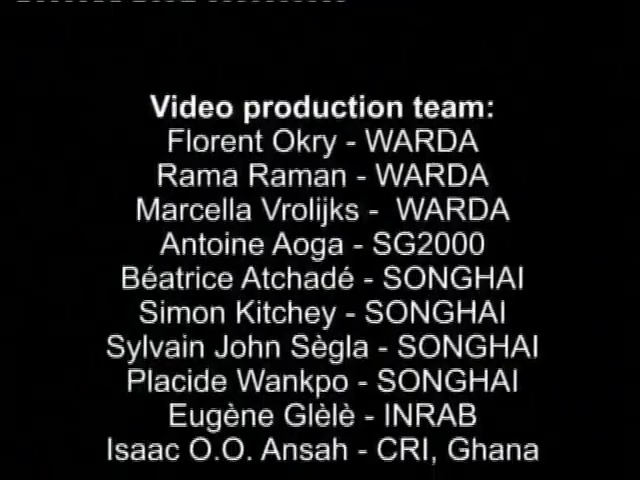 Video production team:
Florent Okry - WARDA
Rama Raman - WARDA
Marcella Vrolijks - WARDA
Antoine Aoga - SG2000
Béatrice Atchadé - SONGHAI
Simon Kitchey - SONGHAI
Sylvain John Sègla - SONGHAI
Placide Wankpo - SONGHAI
Eugène Glèlè - INRAB
Isaac O.O. Ansah - CRI, Ghana